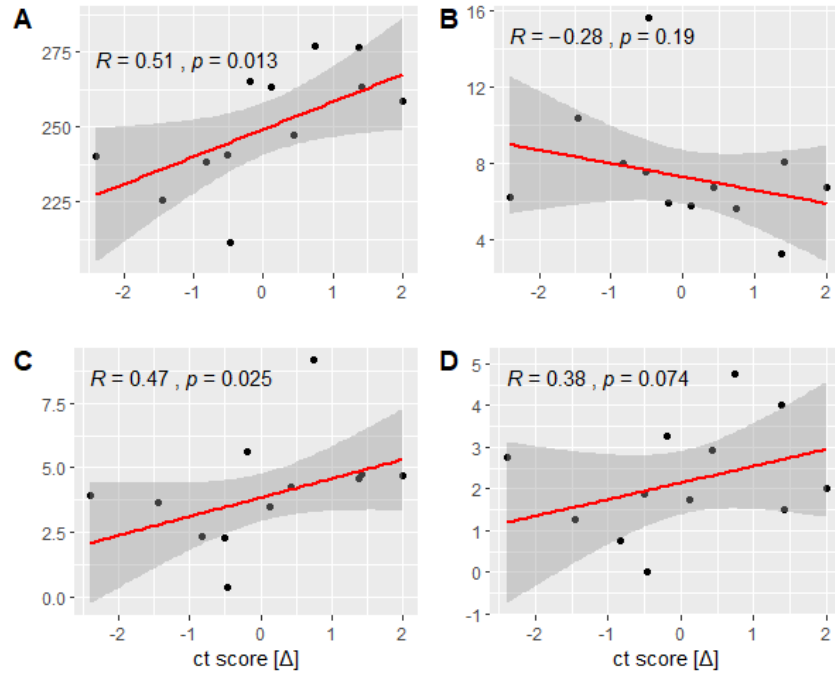 A
R = 0.51 , p = 0.013
275
250
225
-2 -1 0 1 2
B
R = −0.28 , p = 0.19
16
12
8
4
-2 -1 0 1 2
C
R = 0.47 , p = 0.025
7.5
5.0
2.5
0.0
-2 -1 0 1 2
ct score [Δ]
D
R = 0.38 , p = 0.074
5
4
3
2
1
0
-1
-2 -1 0 1 2
ct score [Δ]